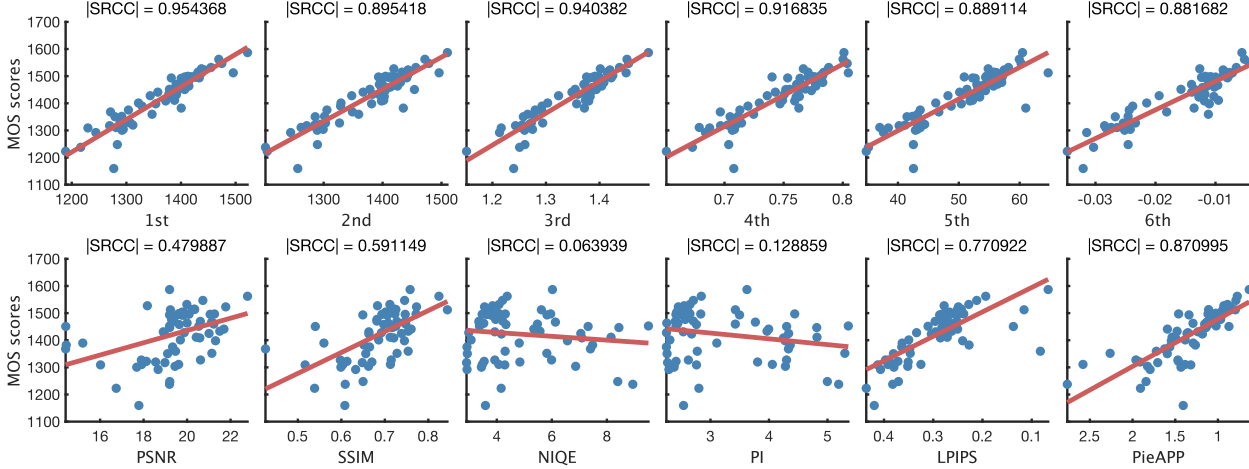 |SRCC| = 0.954368 |SRCC| = 0.895418 |SRCC| = 0.940382 |SRCC| = 0.916835 |SRCC| = 0.889114 |SRCC| = 0.881682
1700
1600
1500
1400
1300
1200
1100
MOS scores
1200 1300 1400 1500 1300 1400 1500 1.2 1.3 1.4 0.7 0.8 40 50 60 -0.03 -0.02 -0.01
1st 2nd 3rd 4th 5th 6th
|SRCC| = 0.479887 |SRCC| = 0.591149 |SRCC| = 0.063939 |SRCC| = 0.128859 |SRCC| = 0.770922 |SRCC| = 0.870995
1700
1600
1500
1400
1300
1200
1100
MOS scores
16 18 20 22 0.5 0.6 0.7 0.8 4 6 8 3 4 5 0.4 0.3 0.2 0.1 2.5 2 1.5 1
PSNR SSIM NIQE PI LPIPS PieAPP